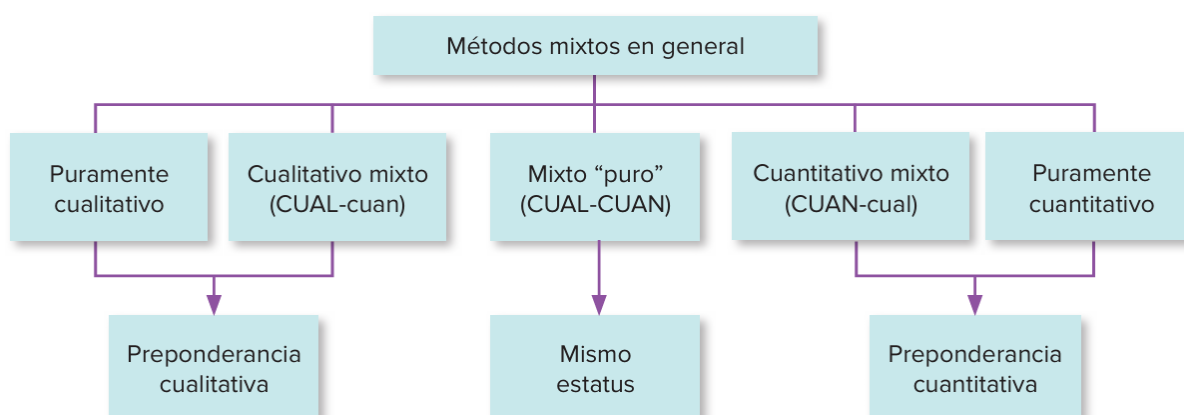 Métodos mixtos en general
Puramente
cualitativo
Cualitativo mixto
(CUAL-cuan)
Mixto “puro”
(CUAL-CUAN)
Cuantitativo mixto
(CUAN-cual)
Puramente
cuantitativo
Preponderancia
cualitativa
Mismo
estatus
Preponderancia
cuantitativa